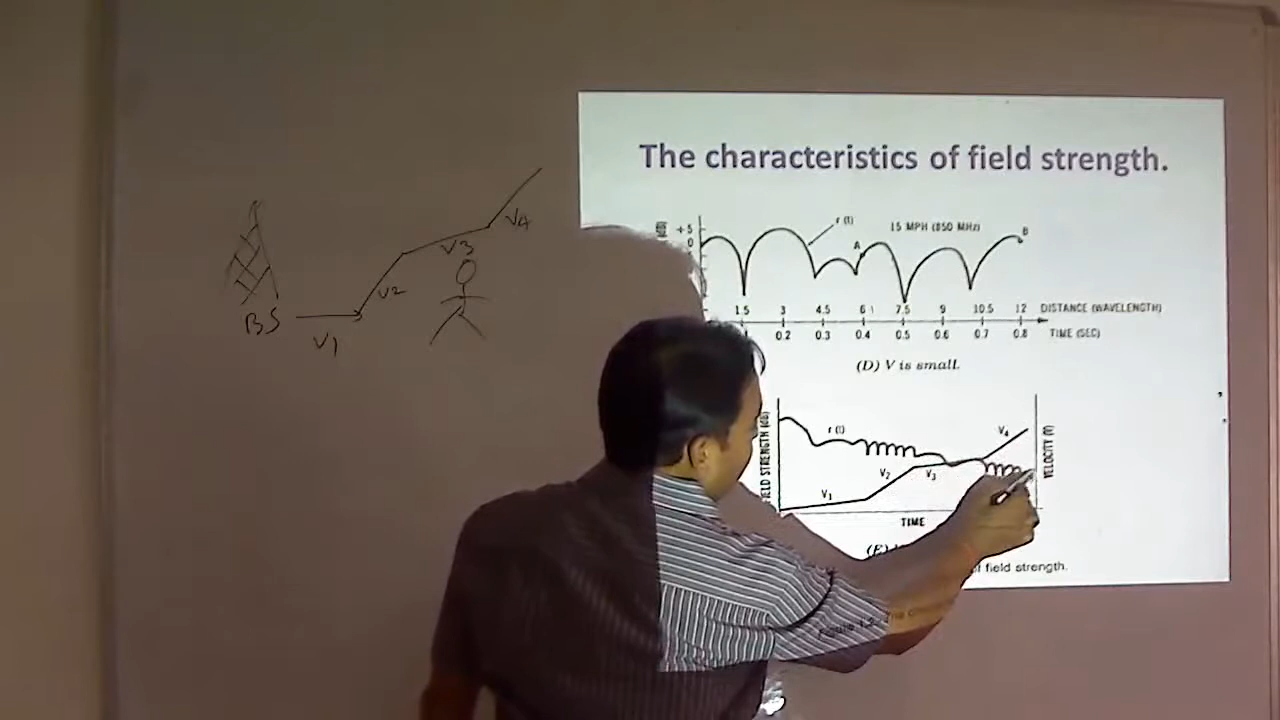 The characteristics of field strength.
+5
0
r (t)
A
15 MPH (850 MHz)
B
1.5 3 4.5 6 7.5 9 10.5 12 DISTANCE (WAVELENGTH)
0.2 0.3 0.4 0.5 0.6 0.7 0.8 TIME (SEC)
(D) V is small.
BS
V1
V2
V3
V4
FIELD STRENGTH (dB)
r (t)
V1
V2
V3
V4
VELOCITY (V)
TIME
(E)
of field strength.